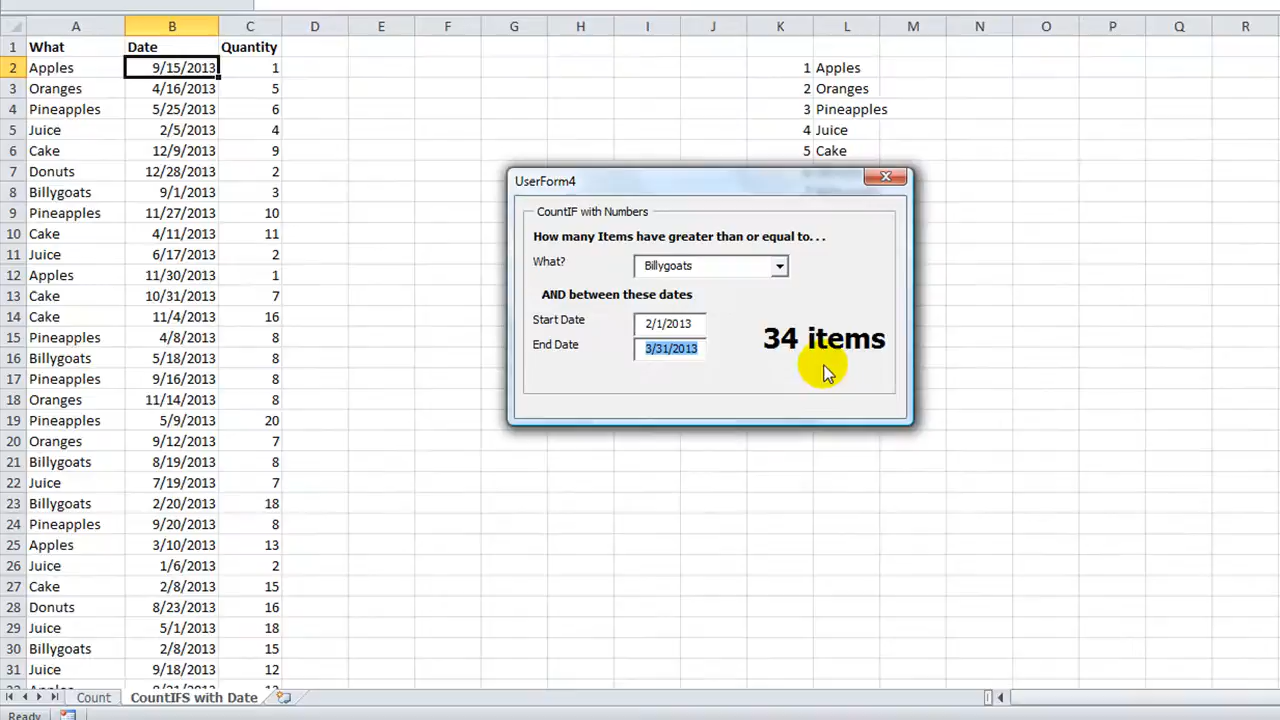 A B C D E F G H I J K L M N O P Q R
1 What Date Quantity
2 Apples 9/15/2013 1 1 Apples
3 Oranges 4/16/2013 5 2 Oranges
4 Pineapples 5/25/2013 6 3 Pineapples
5 Juice 2/5/2013 4 4 Juice
6 Cake 12/9/2013 9 5 Cake
7 Donuts 12/28/2013 2
8 Billygoats 9/1/2013 3
9 Pineapples 11/27/2013 10
10 Cake 4/11/2013 11
11 Juice 6/17/2013 2
12 Apples 11/30/2013 1
13 Cake 10/31/2013 7
14 Cake 11/4/2013 16
15 Pineapples 4/8/2013 8
16 Billygoats 5/18/2013 8
17 Pineapples 9/16/2013 8
18 Oranges 11/14/2013 8
19 Pineapples 5/9/2013 20
20 Oranges 9/12/2013 7
21 Billygoats 8/19/2013 8
22 Juice 7/19/2013 7
23 Billygoats 2/20/2013 18
24 Pineapples 9/20/2013 8
25 Apples 3/10/2013 13
26 Juice 1/6/2013 2
27 Cake 2/8/2013 15
28 Donuts 8/23/2013 16
29 Juice 5/1/2013 18
30 Billygoats 2/8/2013 15
31 Juice 9/18/2013 12
UserForm4
CountIF with Numbers
How many Items have greater than or equal to. . .
What? Billygoats
AND between these dates
Start Date 2/1/2013
End Date 3/31/2013
34 items
Count CountIFS with Date
Ready